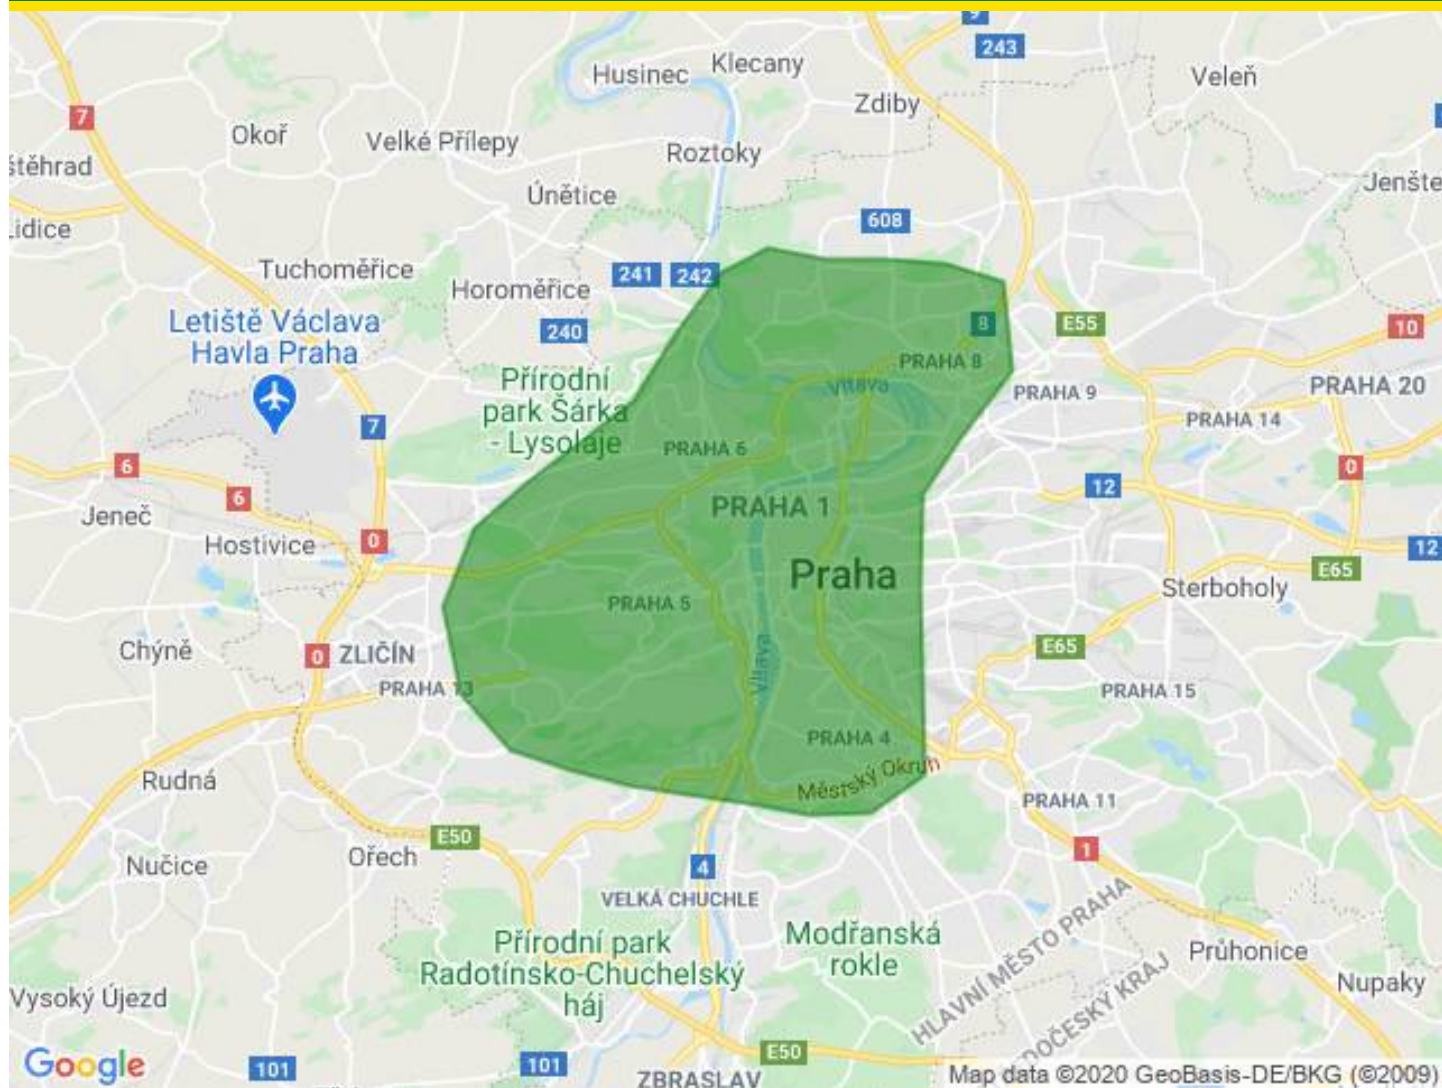 9
243
Husinec
Klecany
Veleň
Zdiby
7
Okoř
Velké Přílepy
Roztoky
štěhrad
Únětice
Jenšte
608
Lidice
Tuchoměřice
241
242
Horoměřice
Letiště Václava
Havla Praha
240
8
E55
10
PRAHA 8
Přírodní
park Šárka
- Lysolaje
Vltava
PRAHA 9
PRAHA 20
7
PRAHA 14
PRAHA 6
6
0
6
12
PRAHA 1
Jeneč
Hostivice
0
12
Praha
E65
Sterboholy
PRAHA 5
Chýně
0
ZLIČÍN
Vltava
E65
PRAHA 13
PRAHA 15
PRAHA 4
Městský Okruh
Rudná
PRAHA 11
E50
Ořech
1
Nučice
4
VELKÁ CHUCHLE
HLAVNÍ MĚSTO PRAHA
Přírodní park
Radotínsko-Chuchelský
háj
Modřanská
rokle
Průhonice
DOČESKÝ KRAJ
Nupaky
Vysoký Újezd
Google
101
101
E50
ZBRASLAV
Map data ©2020 GeoBasis-DE/BKG (©2009)